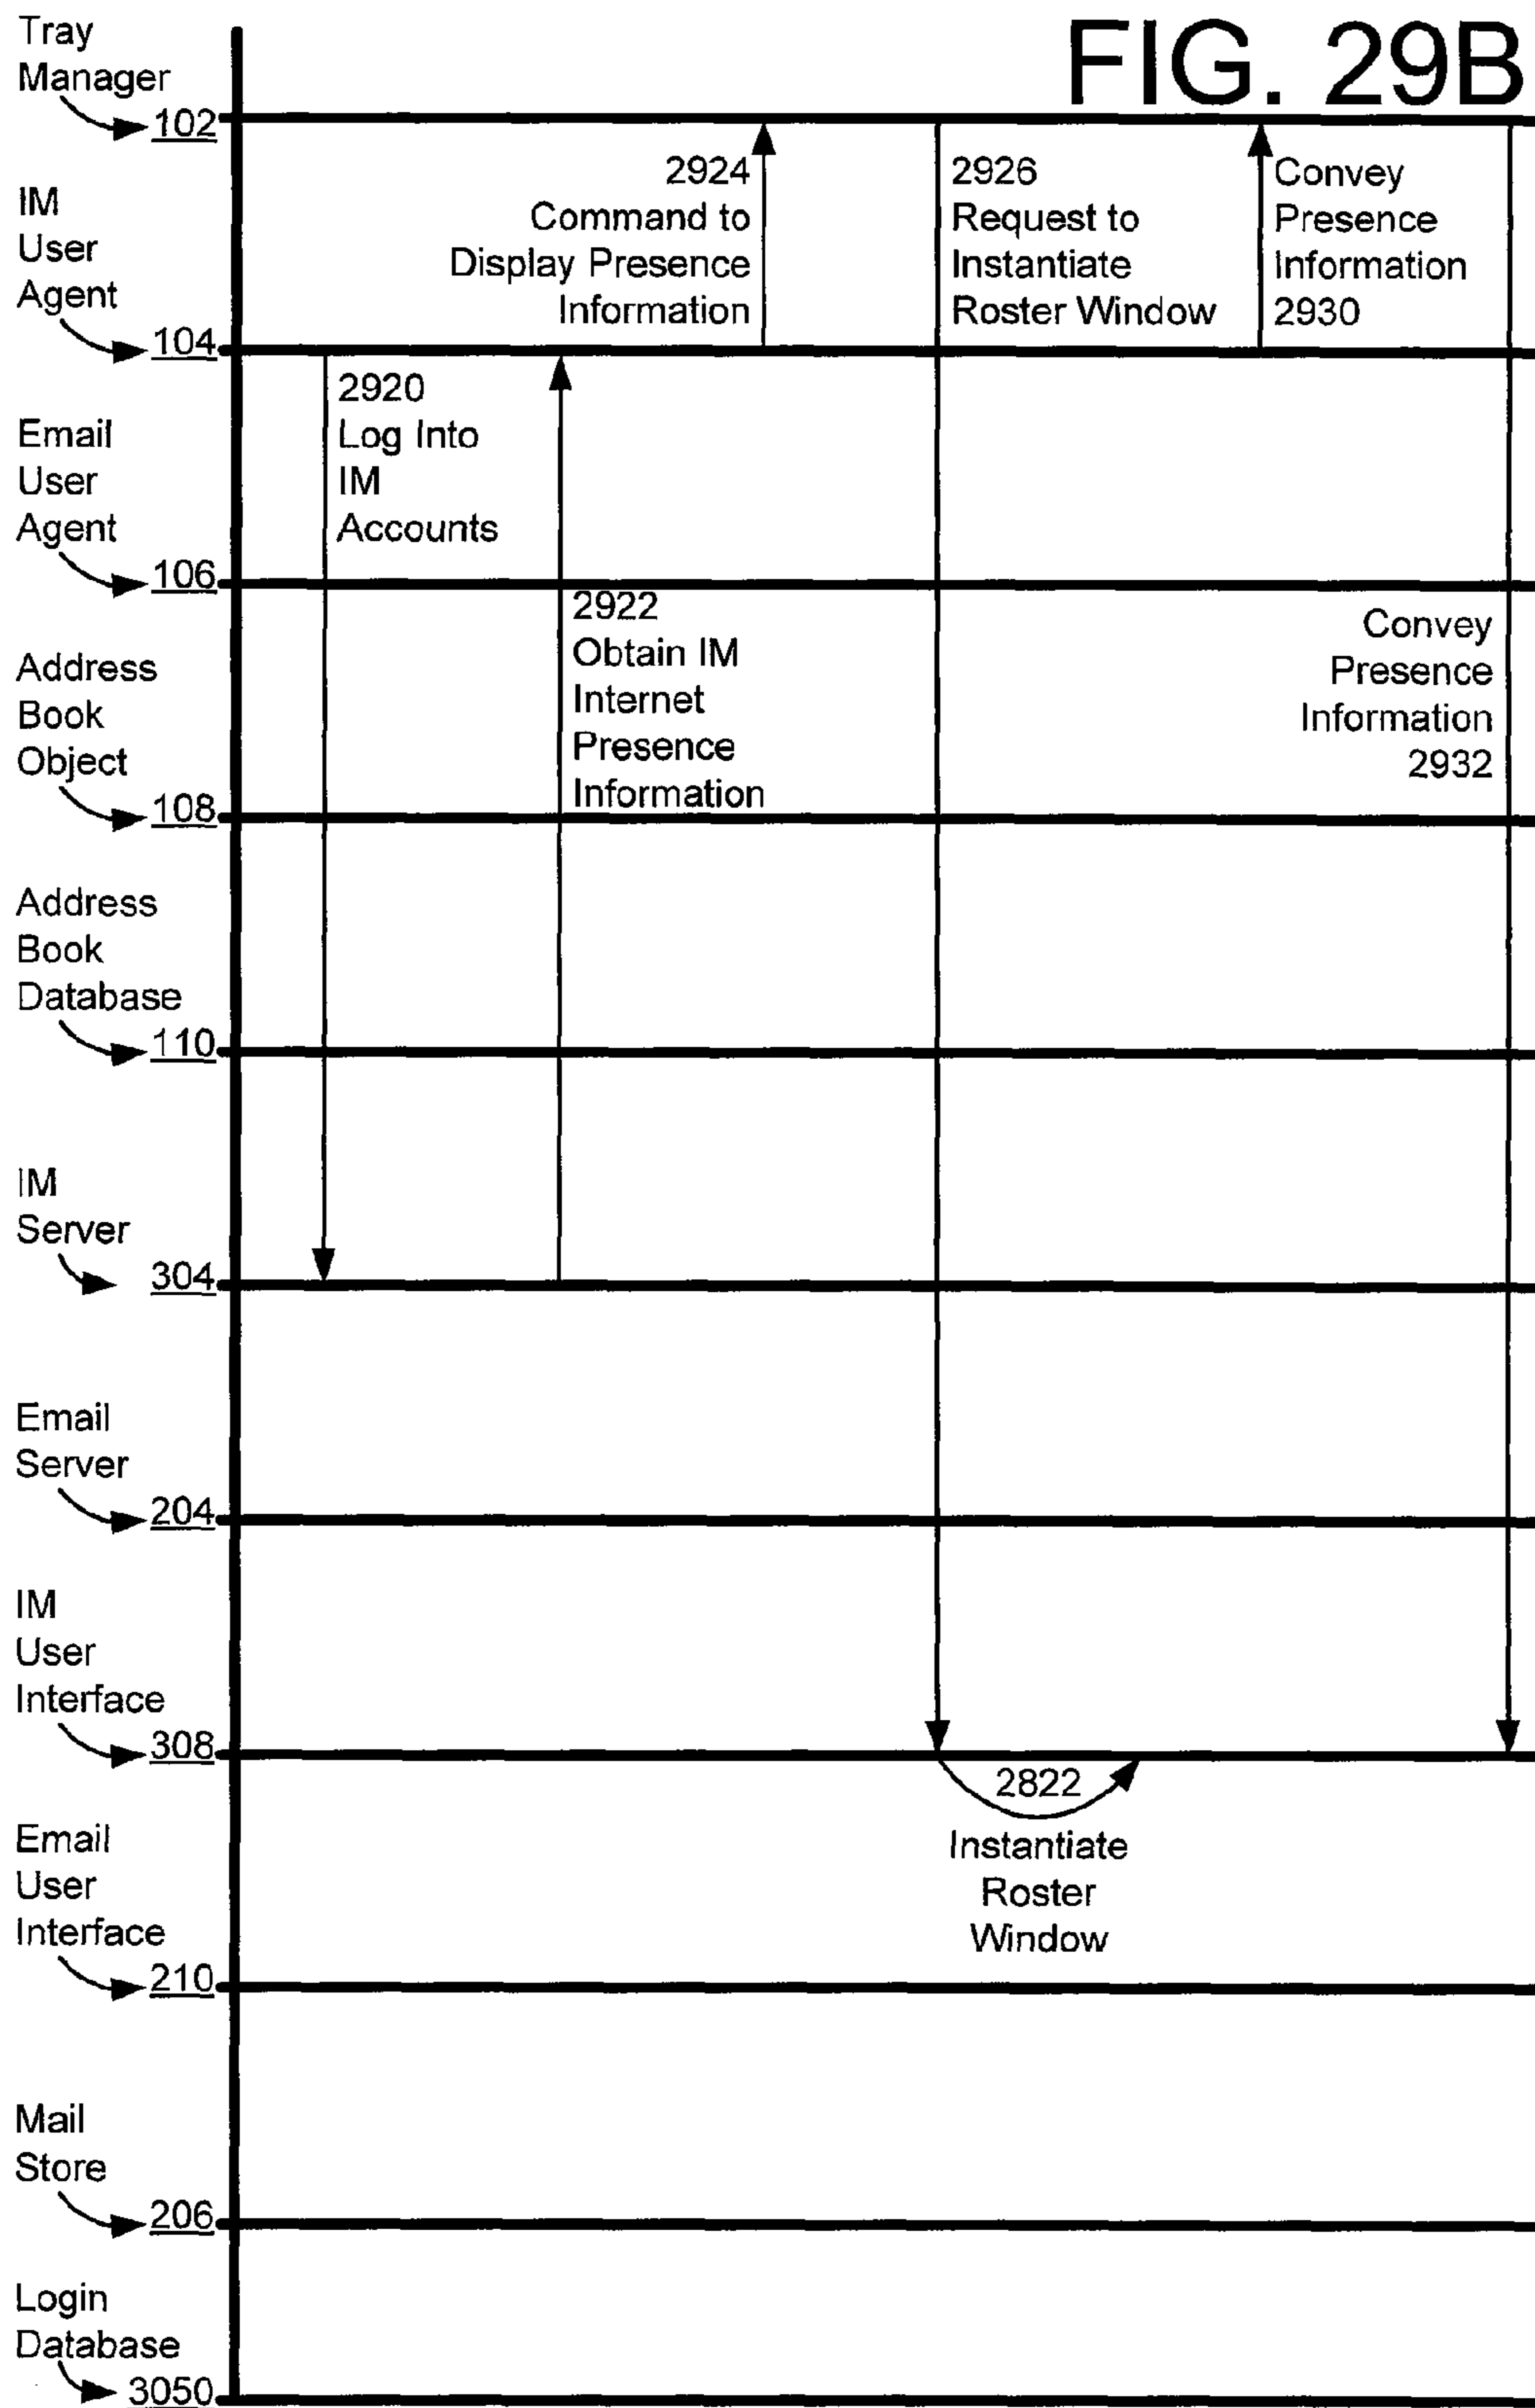 FIG. 29B
Tray
Manager
102
IM
User
Agent
104
Email
User
Agent
106
Address
Book
Object
108
Address
Book
Database
110
IM
Server
304
Email
Server
204
IM
User
Interface
308
Email
User
Interface
210
Mail
Store
206
Login
Database
3050
2920
Log Into
IM
Accounts
2922
Obtain IM
Internet
Presence
Information
2924
Command to
Display Presence
Information
2926
Request to
Instantiate
Roster Window
2822
Instantiate
Roster
Window
Convey
Presence
Information
2930
Convey
Presence
Information
2932